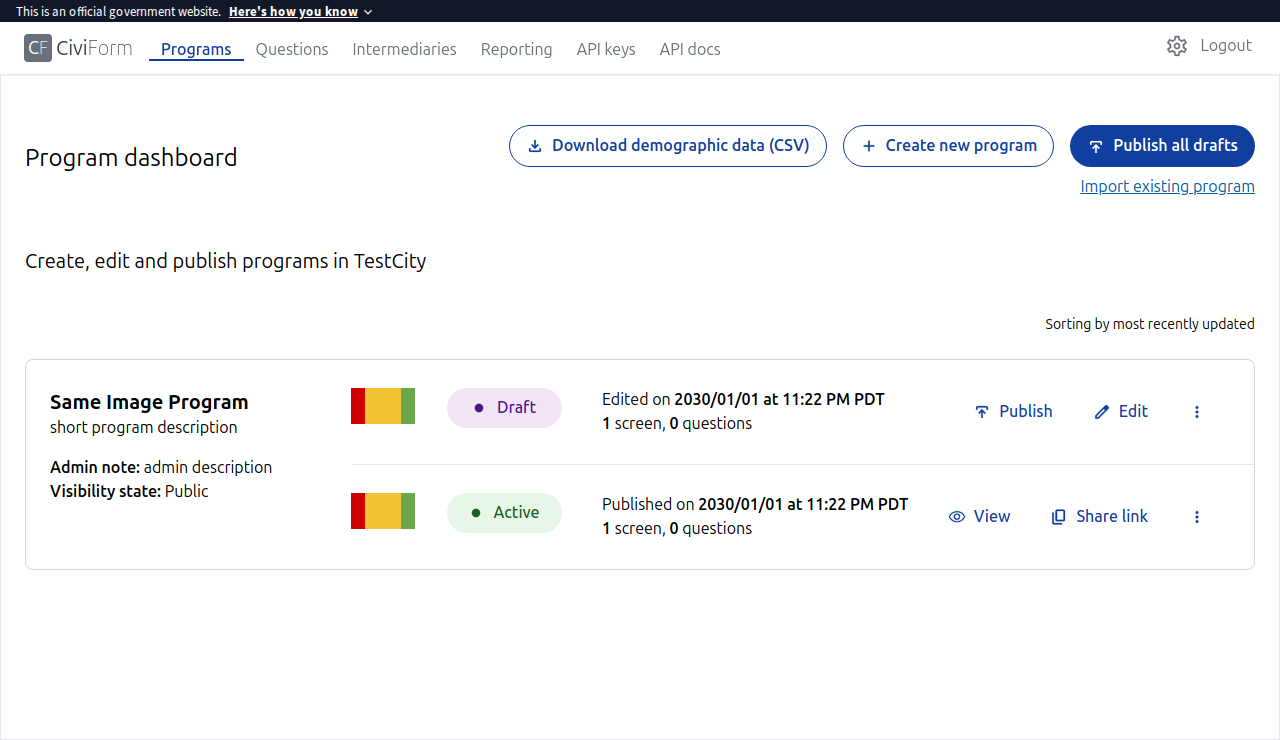 This is an official government website. Here's how you know
CF CiviForm Programs Questions Intermediaries Reporting API keys API docs Logout
Program dashboard
Download demographic data (CSV) Create new program Publish all drafts
Import existing program
Create, edit and publish programs in TestCity
Sorting by most recently updated
Same Image Program
short program description
Admin note: admin description
Visibility state: Public
Draft
Edited on 2030/01/01 at 11:22 PM PDT
1 screen, 0 questions
Publish Edit
Active
Published on 2030/01/01 at 11:22 PM PDT
1 screen, 0 questions
View Share link